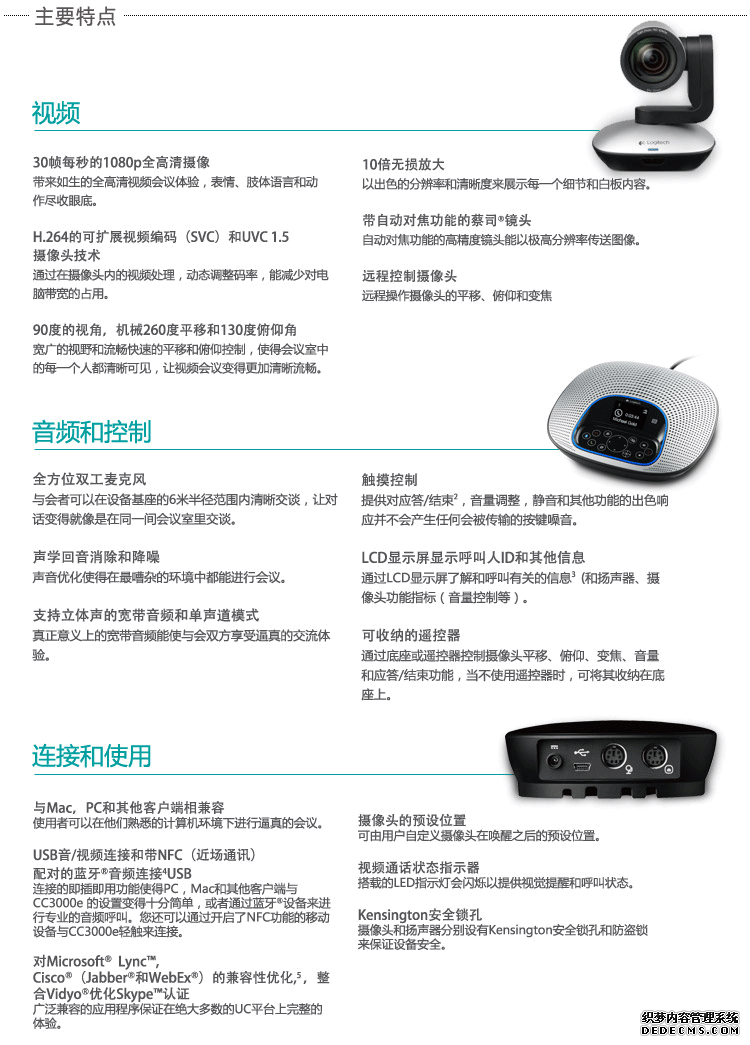 主要特点
Logitech
视频
30帧每秒的1080p全高清摄像
带来如生的全高清视频会议体验，表情、肢体语言和动
作尽收眼底。
H.264的可扩展视频编码（SVC）和UVC 1.5
摄像头技术
通过在摄像头内的视频处理，动态调整码率，能减少对电
脑带宽的占用。
90度的视角，机械260度平移和130度俯仰角
宽广的视野和流畅快速的平移和俯仰控制，使得会议室中
的每一个人都清晰可见，让视频会议变得更加清晰流畅。
10倍无损放大
以出色的分辨率和清晰度来展示每一个细节和白板内容。
带自动对焦功能的蔡司®镜头
自动对焦功能的高精度镜头能以极高分辨率传送图像。
远程控制摄像头
远程操作摄像头的平移、俯仰和变焦
音频和控制
0:03:44
Michael Gold
全方位双工麦克风
与会者可以在设备基座的6米半径范围内清晰交谈，让对
话变得就像是在同一间会议室里交谈。
声学回音消除和降噪
声音优化使得在最嘈杂的环境中都能进行会议。
支持立体声的宽带音频和单声道模式
真正意义上的宽带音频能使与会双方享受逼真的交流体
验。
触摸控制
提供对应答/结束²，音量调整，静音和其他功能的出色响
应并不会产生任何会被传输的按键噪音。
LCD显示屏显示呼叫人ID和其他信息
通过LCD显示屏了解和呼叫有关的信息³（和扬声器、摄
像头功能指标（音量控制等）。
可收纳的遥控器
通过底座或遥控器控制摄像头平移、俯仰、变焦、音量
和应答/结束功能，当不使用遥控器时，可将其收纳在底
座上。
连接和使用
与Mac，PC和其他客户端相兼容
使用者可以在他们熟悉的计算机环境下进行逼真的会议。
USB音/视频连接和带NFC（近场通讯）
配对的蓝牙®音频连接⁴USB
连接的即插即用功能使得PC，Mac和其他客户端与
CC3000e 的设置变得十分简单，或者通过蓝牙®设备来进
行专业的音频呼叫。您还可以通过开启了NFC功能的移动
设备与CC3000e轻触来连接。
对Microsoft® Lync™,
Cisco®（Jabber®和WebEx®）的兼容性优化,⁵，整
合Vidyo®优化Skype™认证
广泛兼容的应用程序保证在绝大多数的UC平台上完整的
体验。
摄像头的预设位置
可由用户自定义摄像头在唤醒之后的预设位置。
视频通话状态指示器
搭载的LED指示灯会闪烁以提供视觉提醒和呼叫状态。
Kensington安全锁孔
摄像头和扬声器分别设有Kensington安全锁孔和防盗锁
来保证设备安全。
织梦内容管理系统
DEDECMS.COM